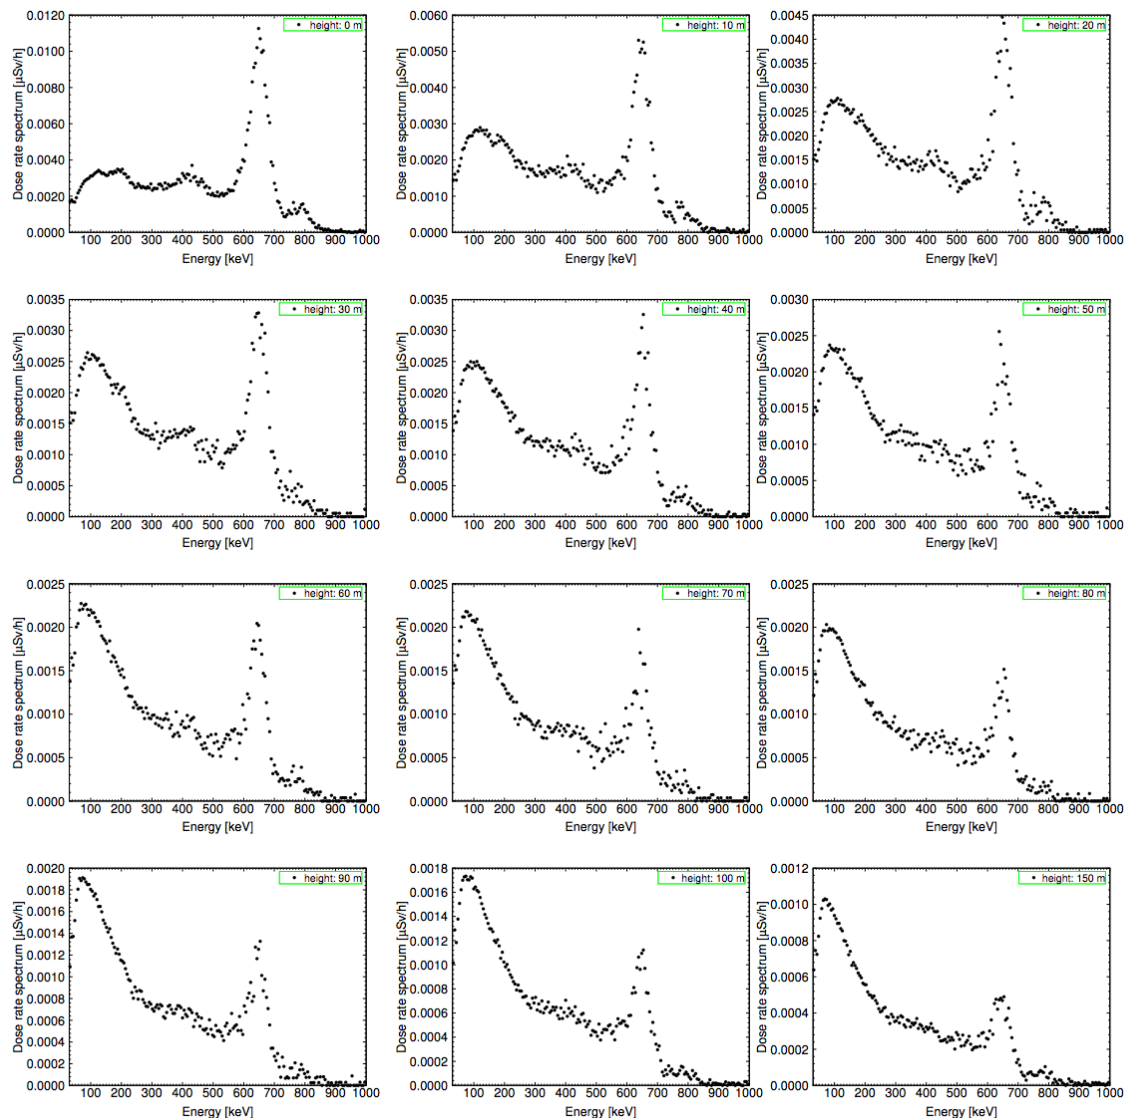 height: 0 m
Dose rate spectrum [μSv/h]
0.0120
0.0100
0.0080
0.0060
0.0040
0.0020
0.0000
100 200 300 400 500 600 700 800 900 1000
Energy [keV]
height: 10 m
Dose rate spectrum [μSv/h]
0.0060
0.0050
0.0040
0.0030
0.0020
0.0010
0.0000
100 200 300 400 500 600 700 800 900 1000
Energy [keV]
height: 20 m
Dose rate spectrum [μSv/h]
0.0045
0.0040
0.0035
0.0030
0.0025
0.0020
0.0015
0.0010
0.0005
0.0000
100 200 300 400 500 600 700 800 900 1000
Energy [keV]
height: 30 m
Dose rate spectrum [μSv/h]
0.0035
0.0030
0.0025
0.0020
0.0015
0.0010
0.0005
0.0000
100 200 300 400 500 600 700 800 900 1000
Energy [keV]
height: 40 m
Dose rate spectrum [μSv/h]
0.0035
0.0030
0.0025
0.0020
0.0015
0.0010
0.0005
0.0000
100 200 300 400 500 600 700 800 900 1000
Energy [keV]
height: 50 m
Dose rate spectrum [μSv/h]
0.0030
0.0025
0.0020
0.0015
0.0010
0.0005
0.0000
100 200 300 400 500 600 700 800 900 1000
Energy [keV]
height: 60 m
Dose rate spectrum [μSv/h]
0.0025
0.0020
0.0015
0.0010
0.0005
0.0000
100 200 300 400 500 600 700 800 900 1000
Energy [keV]
height: 70 m
Dose rate spectrum [μSv/h]
0.0025
0.0020
0.0015
0.0010
0.0005
0.0000
100 200 300 400 500 600 700 800 900 1000
Energy [keV]
height: 80 m
Dose rate spectrum [μSv/h]
0.0025
0.0020
0.0015
0.0010
0.0005
0.0000
100 200 300 400 500 600 700 800 900 1000
Energy [keV]
height: 90 m
Dose rate spectrum [μSv/h]
0.0020
0.0018
0.0016
0.0014
0.0012
0.0010
0.0008
0.0006
0.0004
0.0002
0.0000
100 200 300 400 500 600 700 800 900 1000
Energy [keV]
height: 100 m
Dose rate spectrum [μSv/h]
0.0018
0.0016
0.0014
0.0012
0.0010
0.0008
0.0006
0.0004
0.0002
0.0000
100 200 300 400 500 600 700 800 900 1000
Energy [keV]
height: 150 m
Dose rate spectrum [μSv/h]
0.0012
0.0010
0.0008
0.0006
0.0004
0.0002
0.0000
100 200 300 400 500 600 700 800 900 1000
Energy [keV]